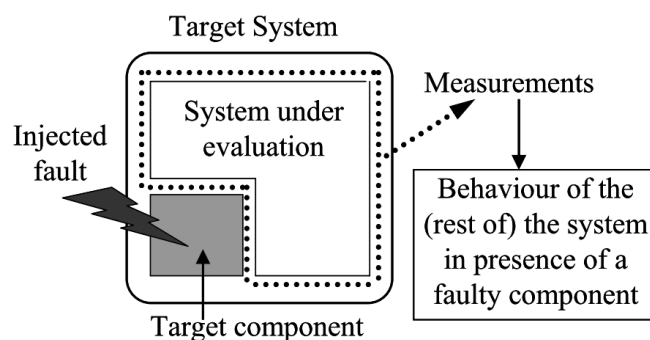 Target System
System under
evaluation
Injected
fault
Target component
Measurements
Behaviour of the
(rest of) the system
in presence of a
faulty component